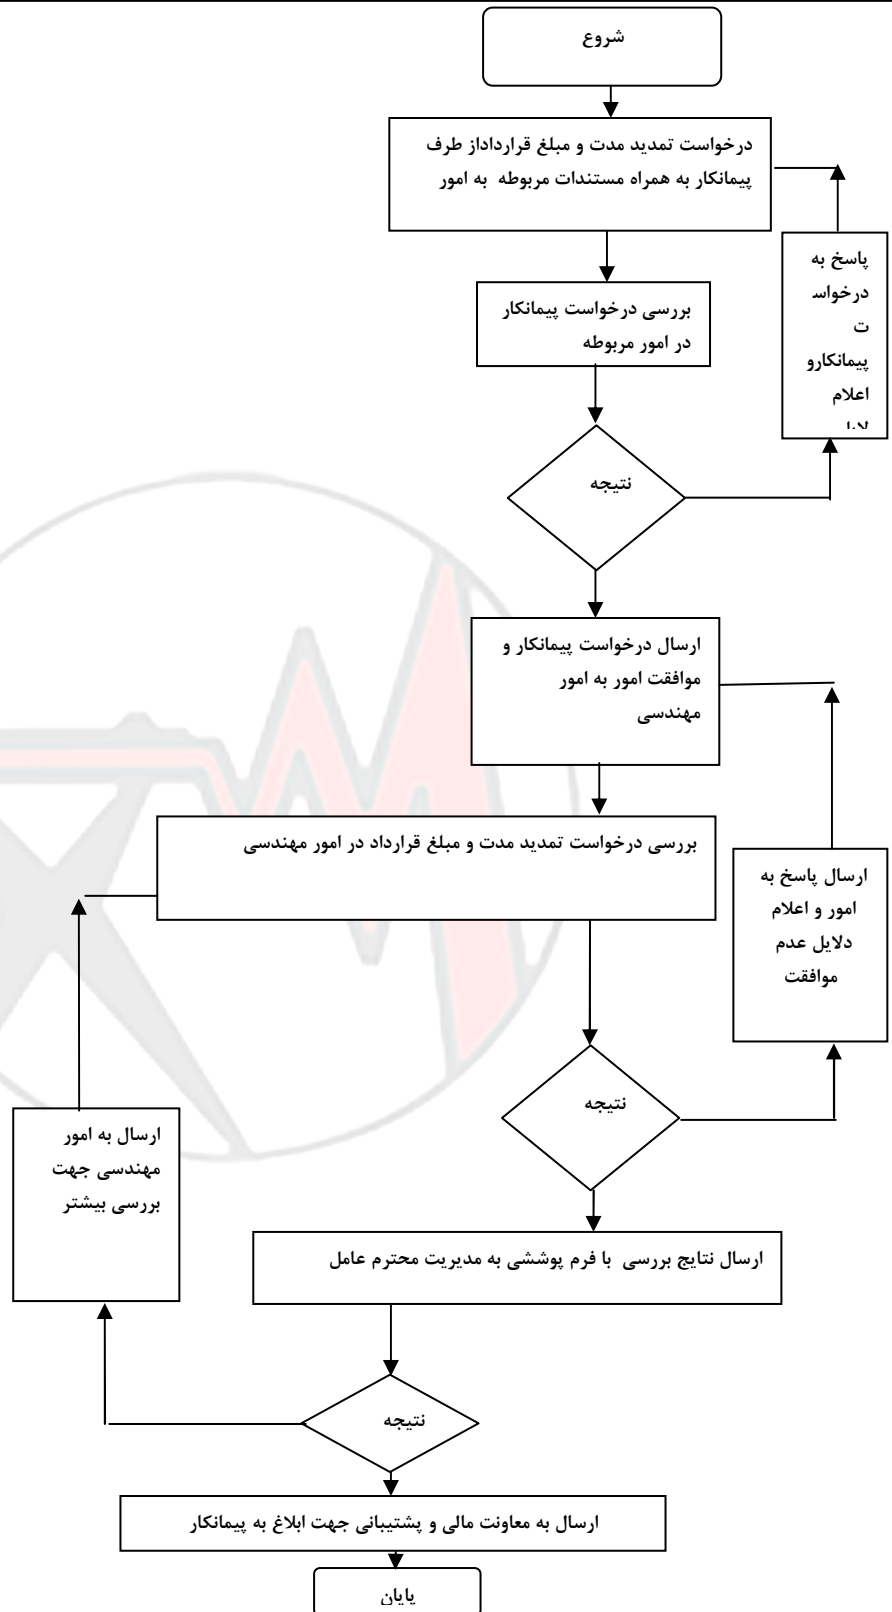 شروع
درخواست تمدید مدت و مبلغ قرارداداز طرف
پیمانکار به همراه مستندات مربوطه به امور
پاسخ به
درخواس
ت
پیمانکارو
اعلام
بررسی درخواست پیمانکار
در امور مربوطه
نتیجه
ارسال درخواست پیمانکار و
موافقت امور به امور
مهندسی
بررسی درخواست تمدید مدت و مبلغ قرارداد در امور مهندسی
ارسال پاسخ به
امور و اعلام
دلایل عدم
موافقت
نتیجه
ارسال به امور
مهندسی جهت
بررسی بیشتر
ارسال نتایج بررسی با فرم پوششی به مدیریت محترم عامل
نتیجه
ارسال به معاونت مالی و پشتیبانی جهت ابلاغ به پیمانکار
پایان